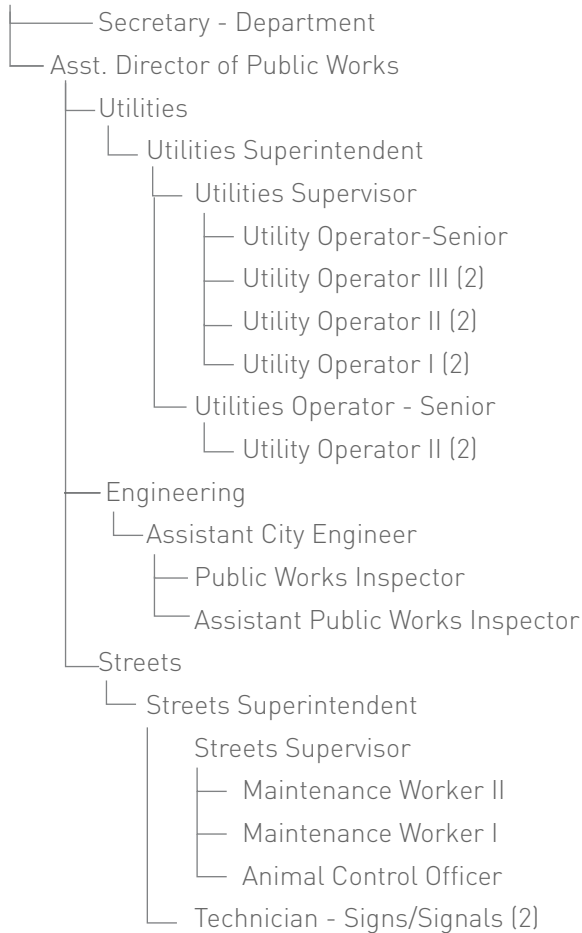 Secretary - Department
Asst. Director of Public Works
Utilities
Utilities Superintendent
Utilities Supervisor
Utility Operator-Senior
Utility Operator III (2)
Utility Operator II (2)
Utility Operator I (2)
Utilities Operator - Senior
Utility Operator II (2)
Engineering
Assistant City Engineer
Public Works Inspector
Assistant Public Works Inspector
Streets
Streets Superintendent
Streets Supervisor
Maintenance Worker II
Maintenance Worker I
Animal Control Officer
Technician - Signs/Signals (2)